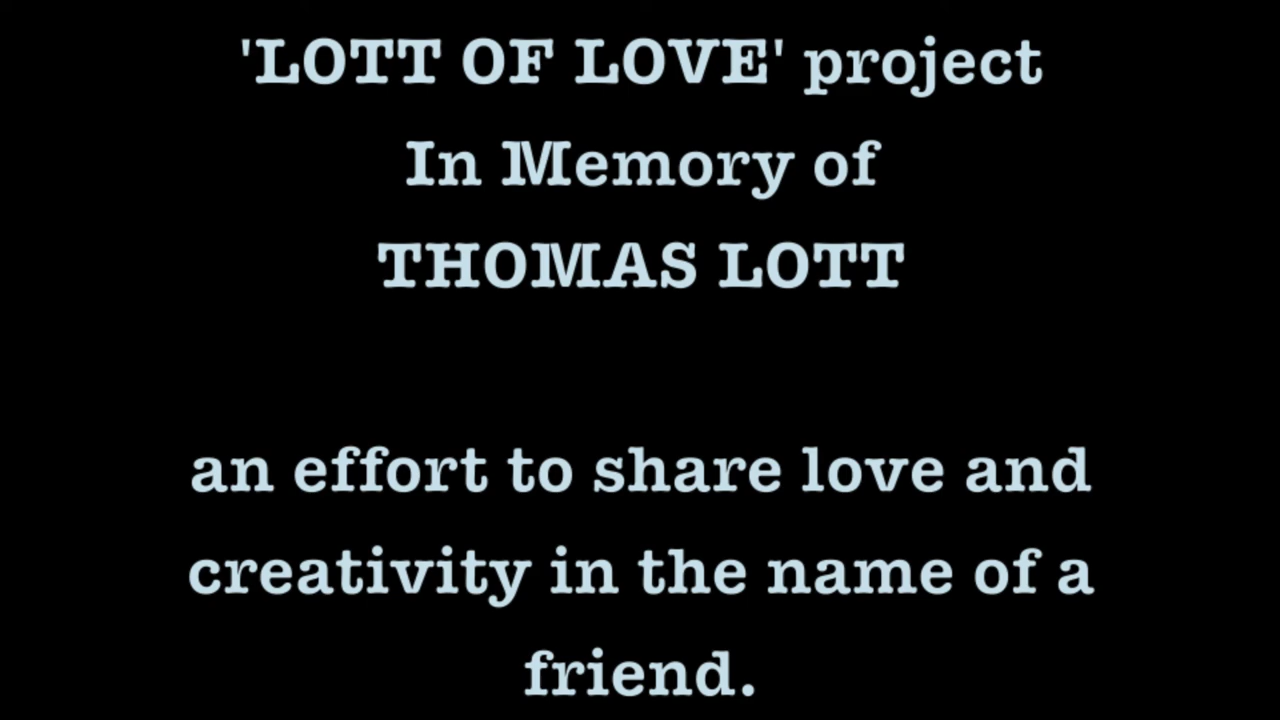 'LOTT OF LOVE' project
In Memory of
THOMAS LOTT
an effort to share love and
creativity in the name of a
friend.